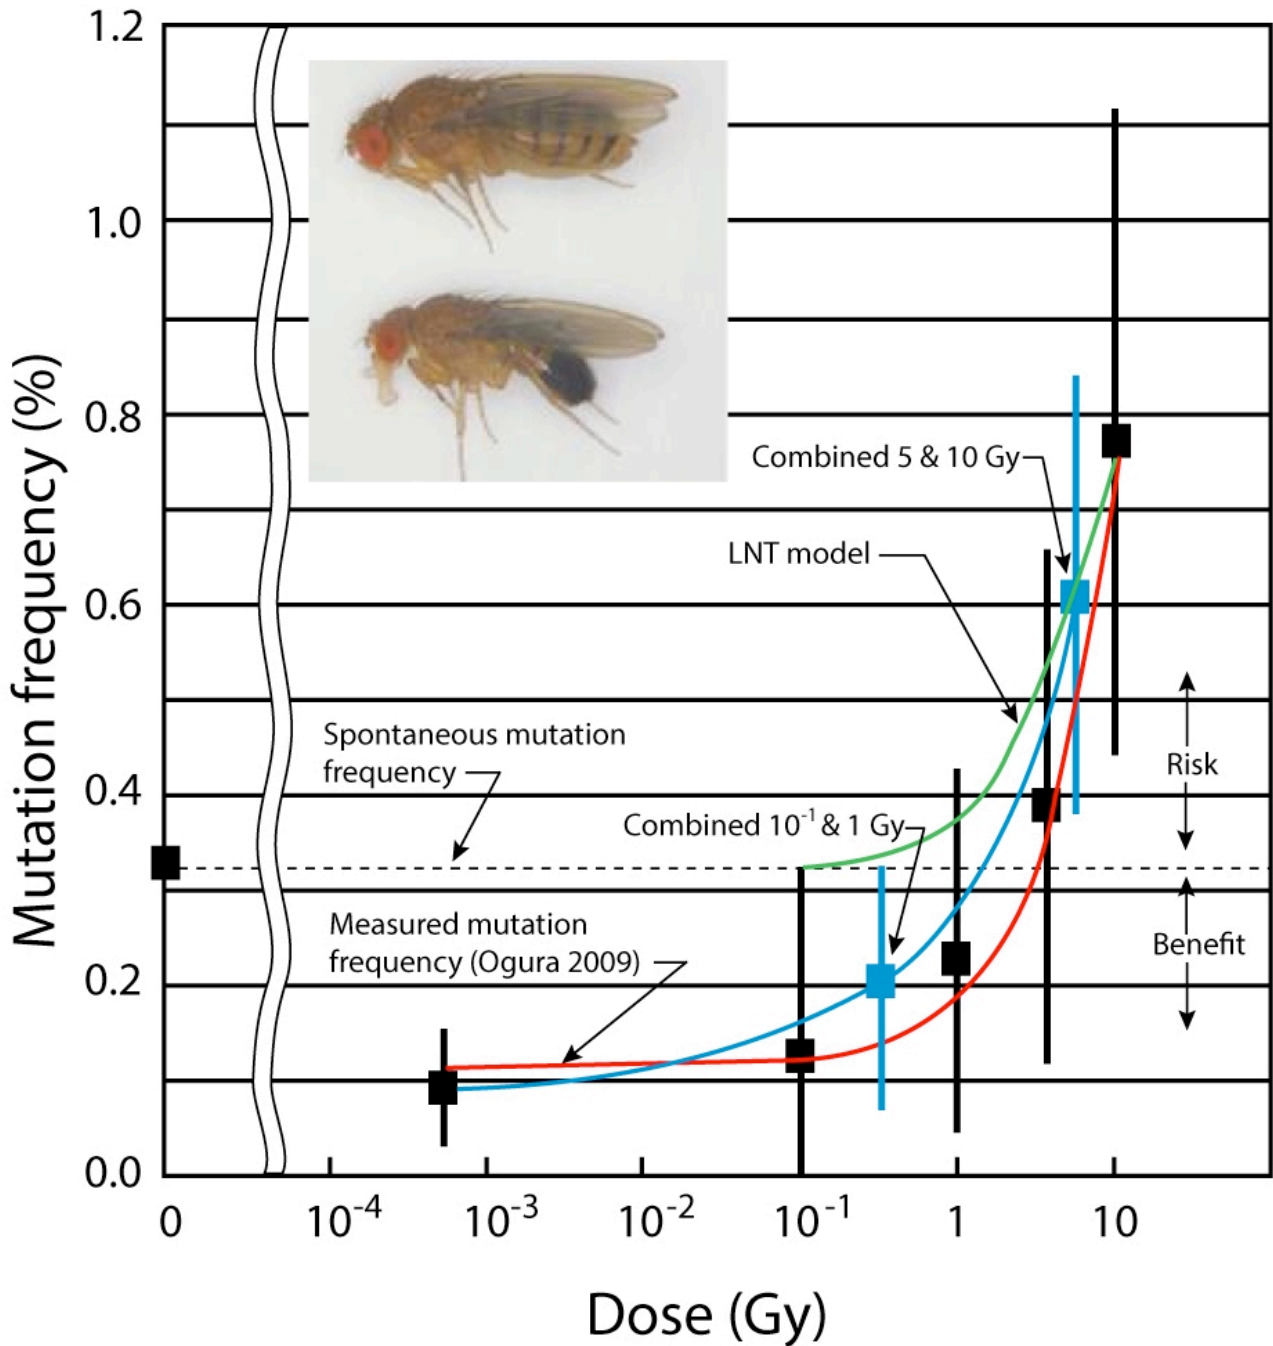 Mutation frequency (%)
1.2
1.0
0.8
0.6
0.4
0.2
0.0
Combined 5 & 10 Gy
LNT model
Spontaneous mutation
frequency
Risk
Combined 10⁻¹ & 1 Gy
Measured mutation
frequency (Ogura 2009)
Benefit
0 10⁻⁴ 10⁻³ 10⁻² 10⁻¹ 1 10
Dose (Gy)